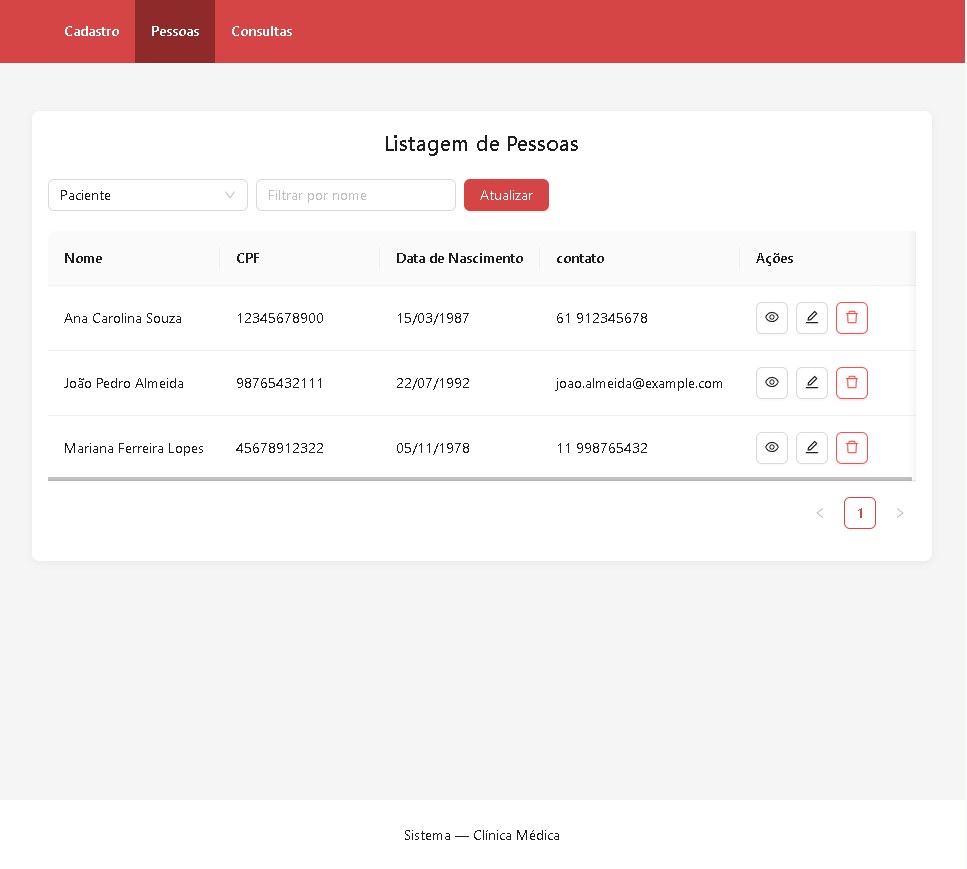 Cadastro Pessoas Consultas
Listagem de Pessoas
Paciente Filtrar por nome Atualizar
Nome CPF Data de Nascimento contato Ações
Ana Carolina Souza 12345678900 15/03/1987 61 912345678
João Pedro Almeida 98765432111 22/07/1992 joao.almeida@example.com
Mariana Ferreira Lopes 45678912322 05/11/1978 11 998765432
1
Sistema — Clínica Médica